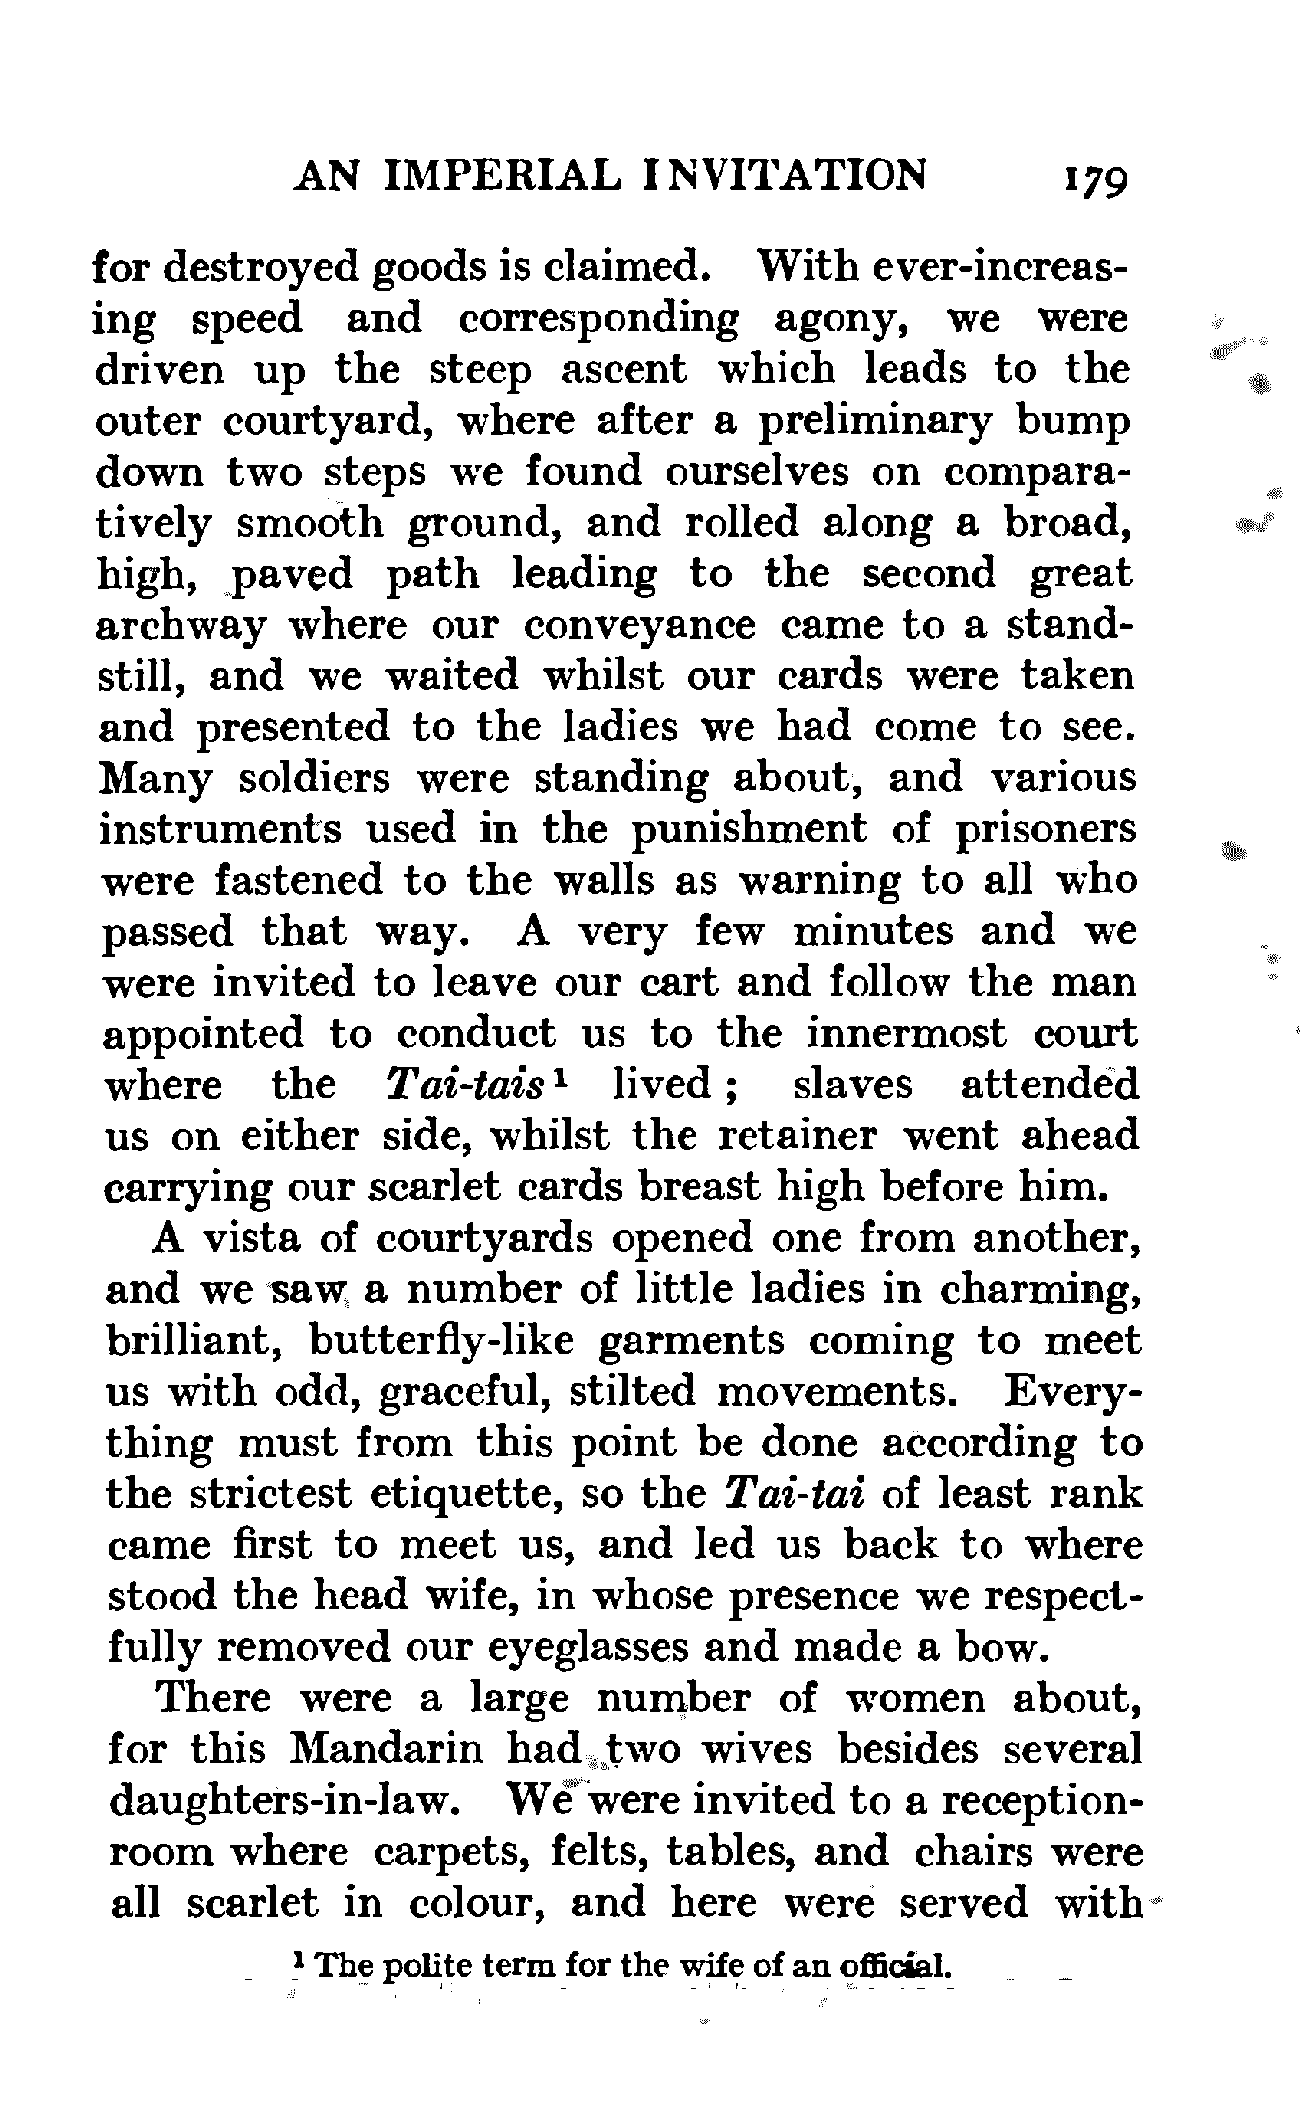 AN IMPERIAL INVITATION 179
for destroyed goods is claimed. With ever-increas-
ing speed and corresponding agony, we were
driven up the steep ascent which leads to the
outer courtyard, where after a preliminary bump
down two steps we found ourselves on compara-
tively smooth ground, and rolled along a broad,
high, paved path leading to the second great
archway where our conveyance came to a stand-
still, and we waited whilst our cards were taken
and presented to the ladies we had come to see.
Many soldiers were standing about, and various
instruments used in the punishment of prisoners
were fastened to the walls as warning to all who
passed that way. A very few minutes and we
were invited to leave our cart and follow the man
appointed to conduct us to the innermost court
where the Tai-tais¹ lived ; slaves attended
us on either side, whilst the retainer went ahead
carrying our scarlet cards breast high before him.
A vista of courtyards opened one from another,
and we saw a number of little ladies in charming,
brilliant, butterfly-like garments coming to meet
us with odd, graceful, stilted movements. Every-
thing must from this point be done according to
the strictest etiquette, so the Tai-tai of least rank
came first to meet us, and led us back to where
stood the head wife, in whose presence we respect-
fully removed our eyeglasses and made a bow.
There were a large number of women about,
for this Mandarin had two wives besides several
daughters-in-law. We were invited to a reception-
room where carpets, felts, tables, and chairs were
all scarlet in colour, and here were served with
¹ The polite term for the wife of an official.